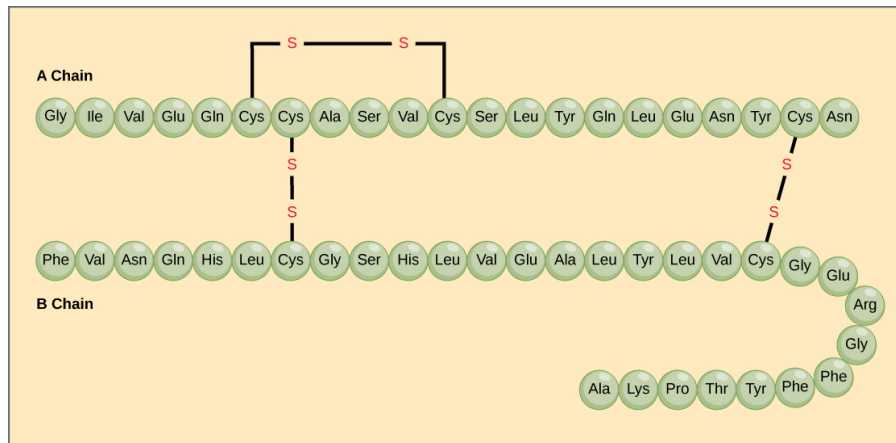 S S
A Chain
Gly Ile Val Glu Gln Cys Cys Ala Ser Val Cys Ser Leu Tyr Gln Leu Glu Asn Tyr Cys Asn
S S
S S
Phe Val Asn Gln His Leu Cys Gly Ser His Leu Val Glu Ala Leu Tyr Leu Val Cys Gly Glu
B Chain
Arg
Gly
Ala Lys Pro Thr Tyr Phe Phe